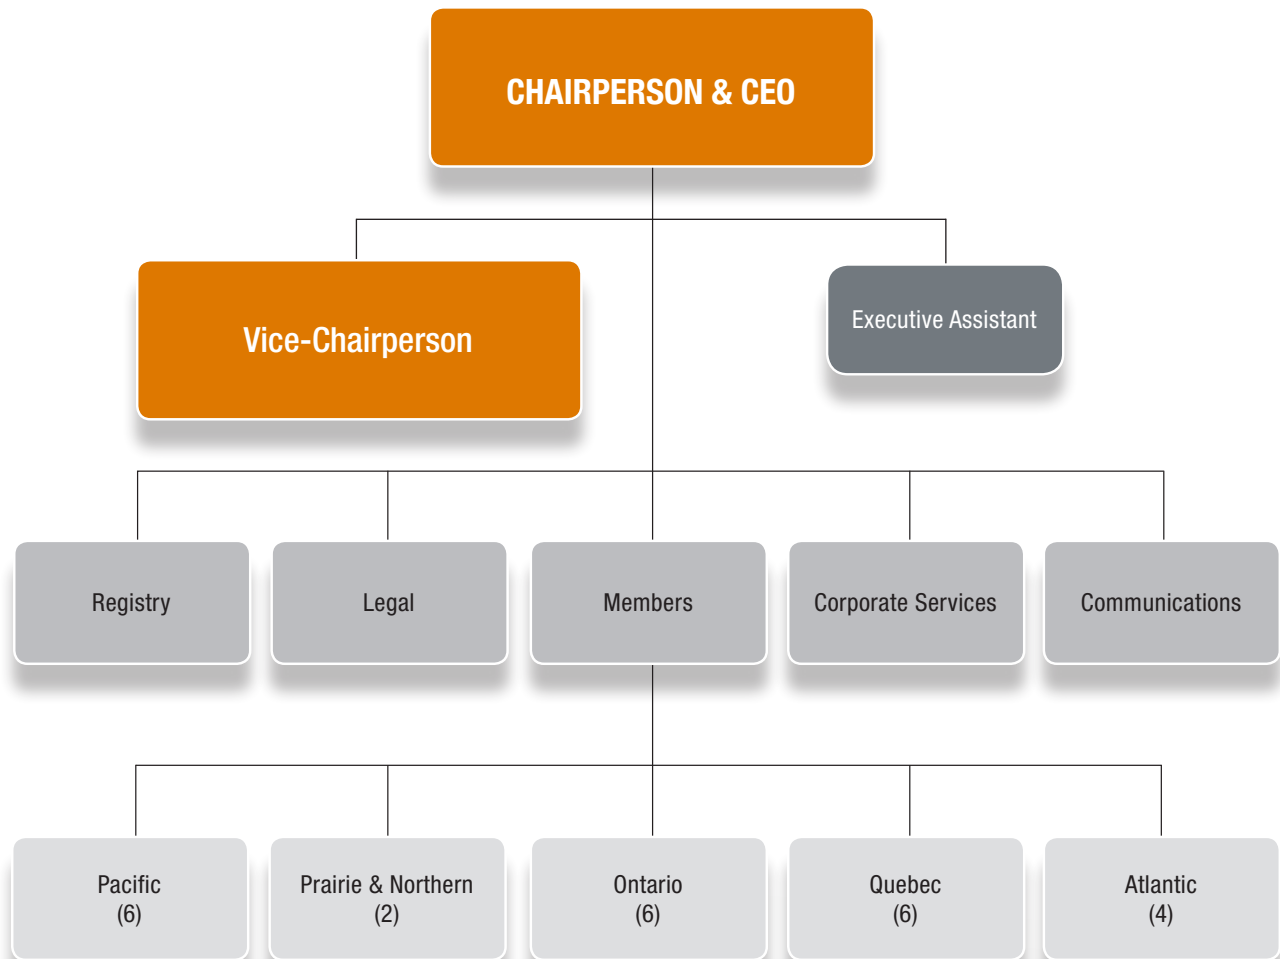 CHAIRPERSON & CEO
Vice-Chairperson
Executive Assistant
Registry
Legal
Members
Corporate Services
Communications
Pacific
(6)
Prairie & Northern
(2)
Ontario
(6)
Quebec
(6)
Atlantic
(4)